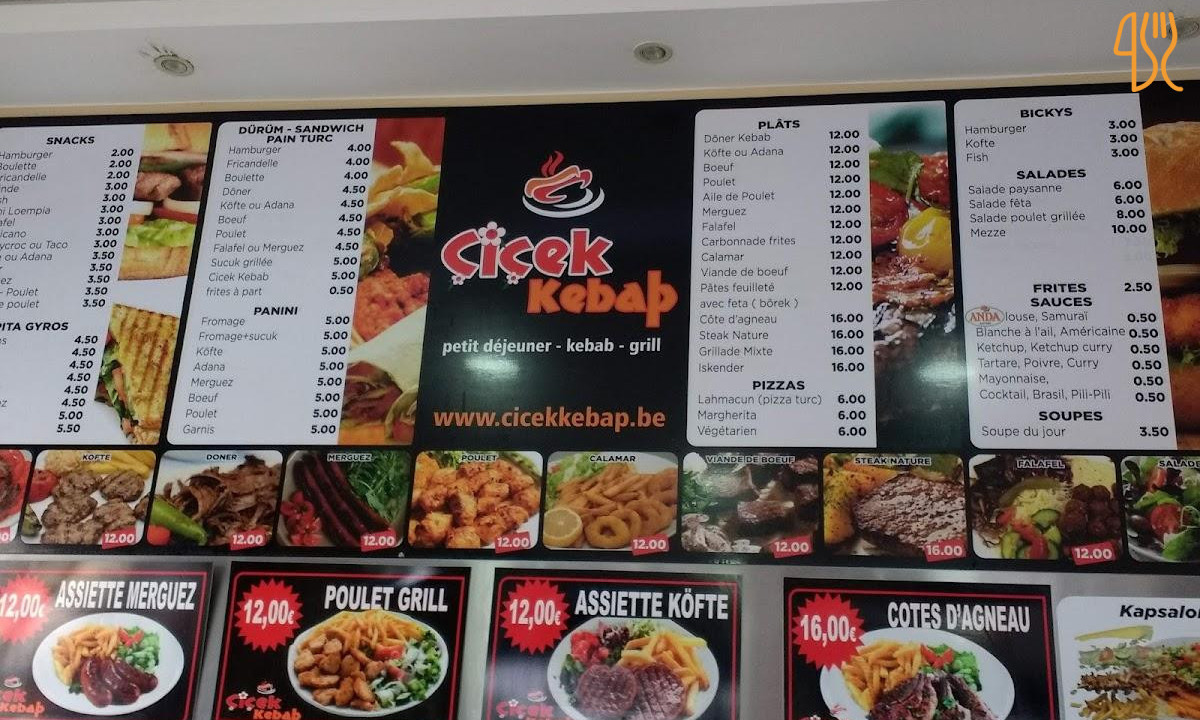 SNACKS
Hamburger 2.00
Boulette 2.00
ricandelle 2.00
3.00
3.00
ni Loempia 3.00
3.00
icano 3.00
ycroc ou Taco 3.00
ou Adana 3.50
3.50
- Poulet 3.50
e poulet 3.50
PITA GYROS
4.50
4.50
4.50
4.50
4.50
4.50
5.00
5.50
DÜRÜM - SANDWICH
PAIN TURC
Hamburger 4.00
Fricandelle 4.00
Boulette 4.00
Döner 4.50
Köfte ou Adana 4.50
Boeuf 4.50
Poulet 4.50
Falafel ou Merguez 4.50
Sucuk grillée 5.00
Cicek Kebab 5.00
frites à part 0.50
PANINI
Fromage 5.00
Fromage+sucuk 5.00
Köfte 5.00
Adana 5.00
Merguez 5.00
Boeuf 5.00
Poulet 5.00
Garnis 5.00
Çiçek
Kebap
petit déjeuner - kebab - grill
www.cicekkebap.be
PLÂTS
Döner Kebab 12.00
Köfte ou Adana 12.00
Boeuf 12.00
Poulet 12.00
Aile de Poulet 12.00
Merguez 12.00
Falafel 12.00
Carbonnade frites 12.00
Calamar 12.00
Viande de boeuf 12.00
Pâtes feuilleté 12.00
avec feta ( börek )
Côte d'agneau 16.00
Steak Nature 16.00
Grillade Mixte 16.00
Iskender 16.00
PIZZAS
Lahmacun (pizza turc) 6.00
Margherita 6.00
Végétarien 6.00
BICKYS
Hamburger 3.00
Kofte 3.00
Fish 3.00
SALADES
Salade paysanne 6.00
Salade fêta 6.00
Salade poulet grillée 8.00
Mezze 10.00
FRITES 2.50
SAUCES
ANDA louse, Samuraï 0.50
Blanche à l'ail, Américaine 0.50
Ketchup, Ketchup curry 0.50
Tartare, Poivre, Curry 0.50
Mayonnaise, 0.50
Cocktail, Brasil, Pili-Pili 0.50
SOUPES
Soupe du jour 3.50
KÖFTE 12.00
DONER 12.00
MERGUEZ 12.00
POULET 12.00
CALAMAR 12.00
VIANDE DE BOEUF 12.00
STEAK NATURE 16.00
FALAFEL 12.00
SALADE
12,00€ ASSIETTE MERGUEZ
12,00€ POULET GRILL
12,00€ ASSIETTE KÖFTE
16,00€ COTES D'AGNEAU
Kapsalo
Çiçek
Kebap
Çiçek